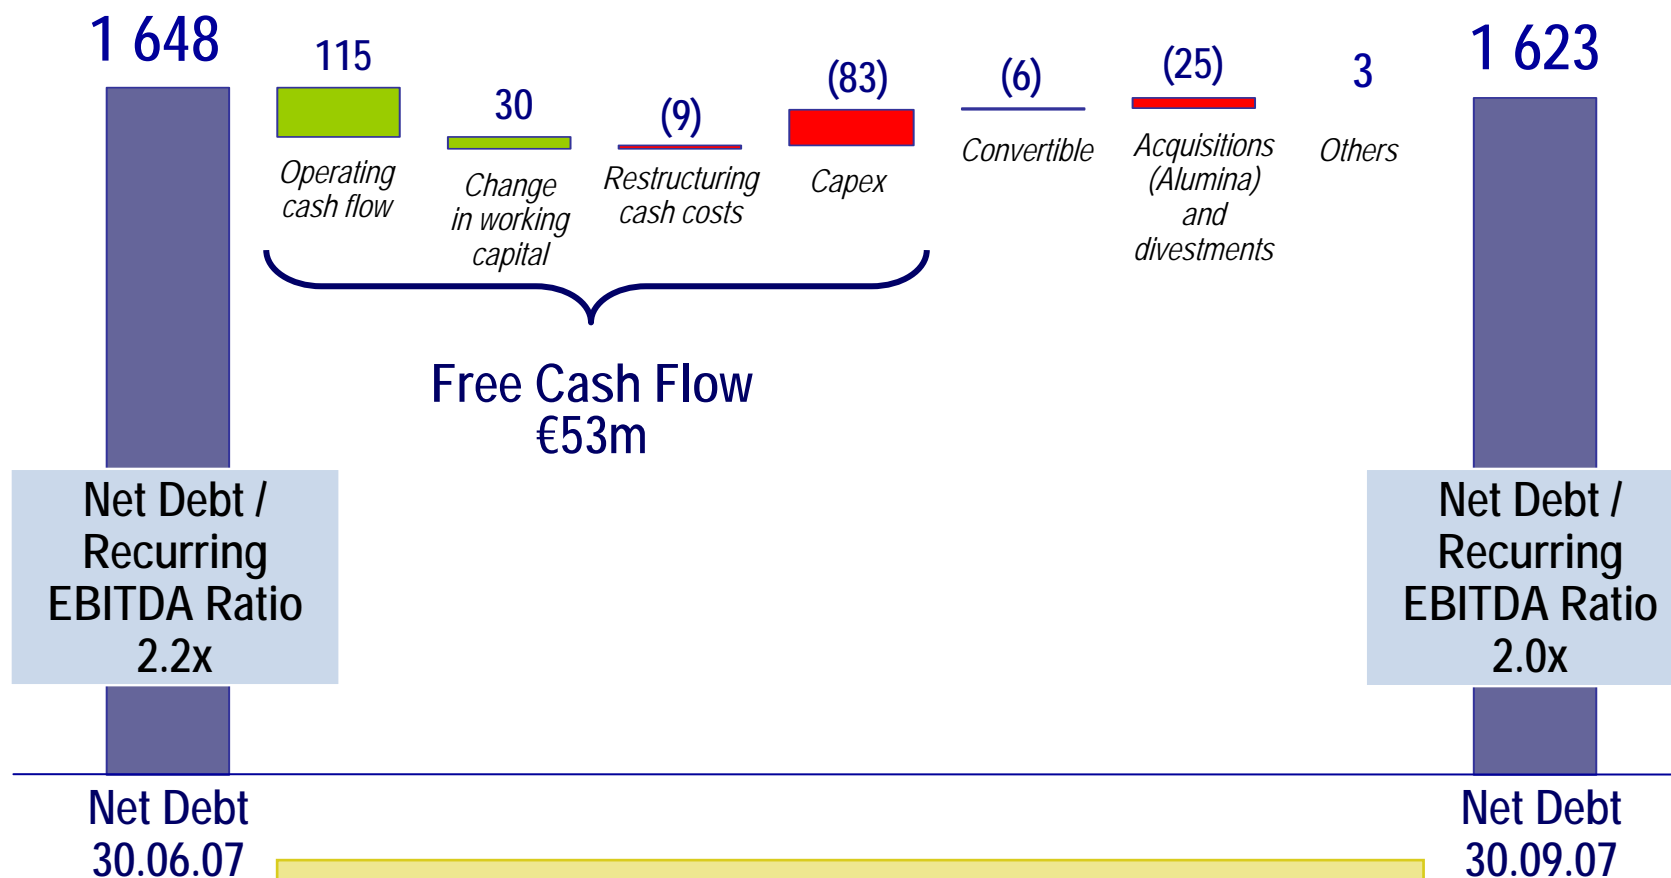 1 648
115
Operating
cash flow
30
Change
in working
capital
(9)
Restructuring
cash costs
(83)
Capex
(6)
Convertible
(25)
Acquisitions
(Alumina)
and
divestments
3
Others
1 623
Free Cash Flow
€53m
Net Debt /
Recurring
EBITDA Ratio
2.2x
Net Debt /
Recurring
EBITDA Ratio
2.0x
Net Debt
30.06.07
Net Debt
30.09.07